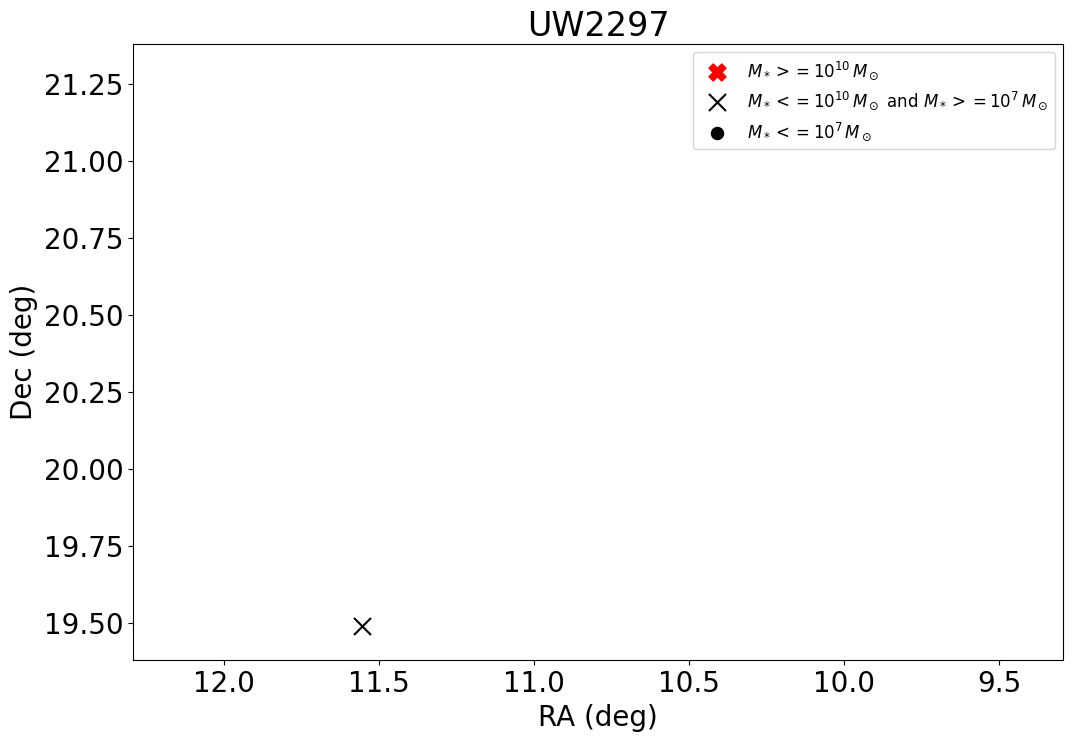 UW2297
M* >= 10^10 M⊙
M* <= 10^10 M⊙ and M* >= 10^7 M⊙
M* <= 10^7 M⊙
21.25
21.00
20.75
20.50
20.25
20.00
19.75
19.50
Dec (deg)
12.0 11.5 11.0 10.5 10.0 9.5
RA (deg)